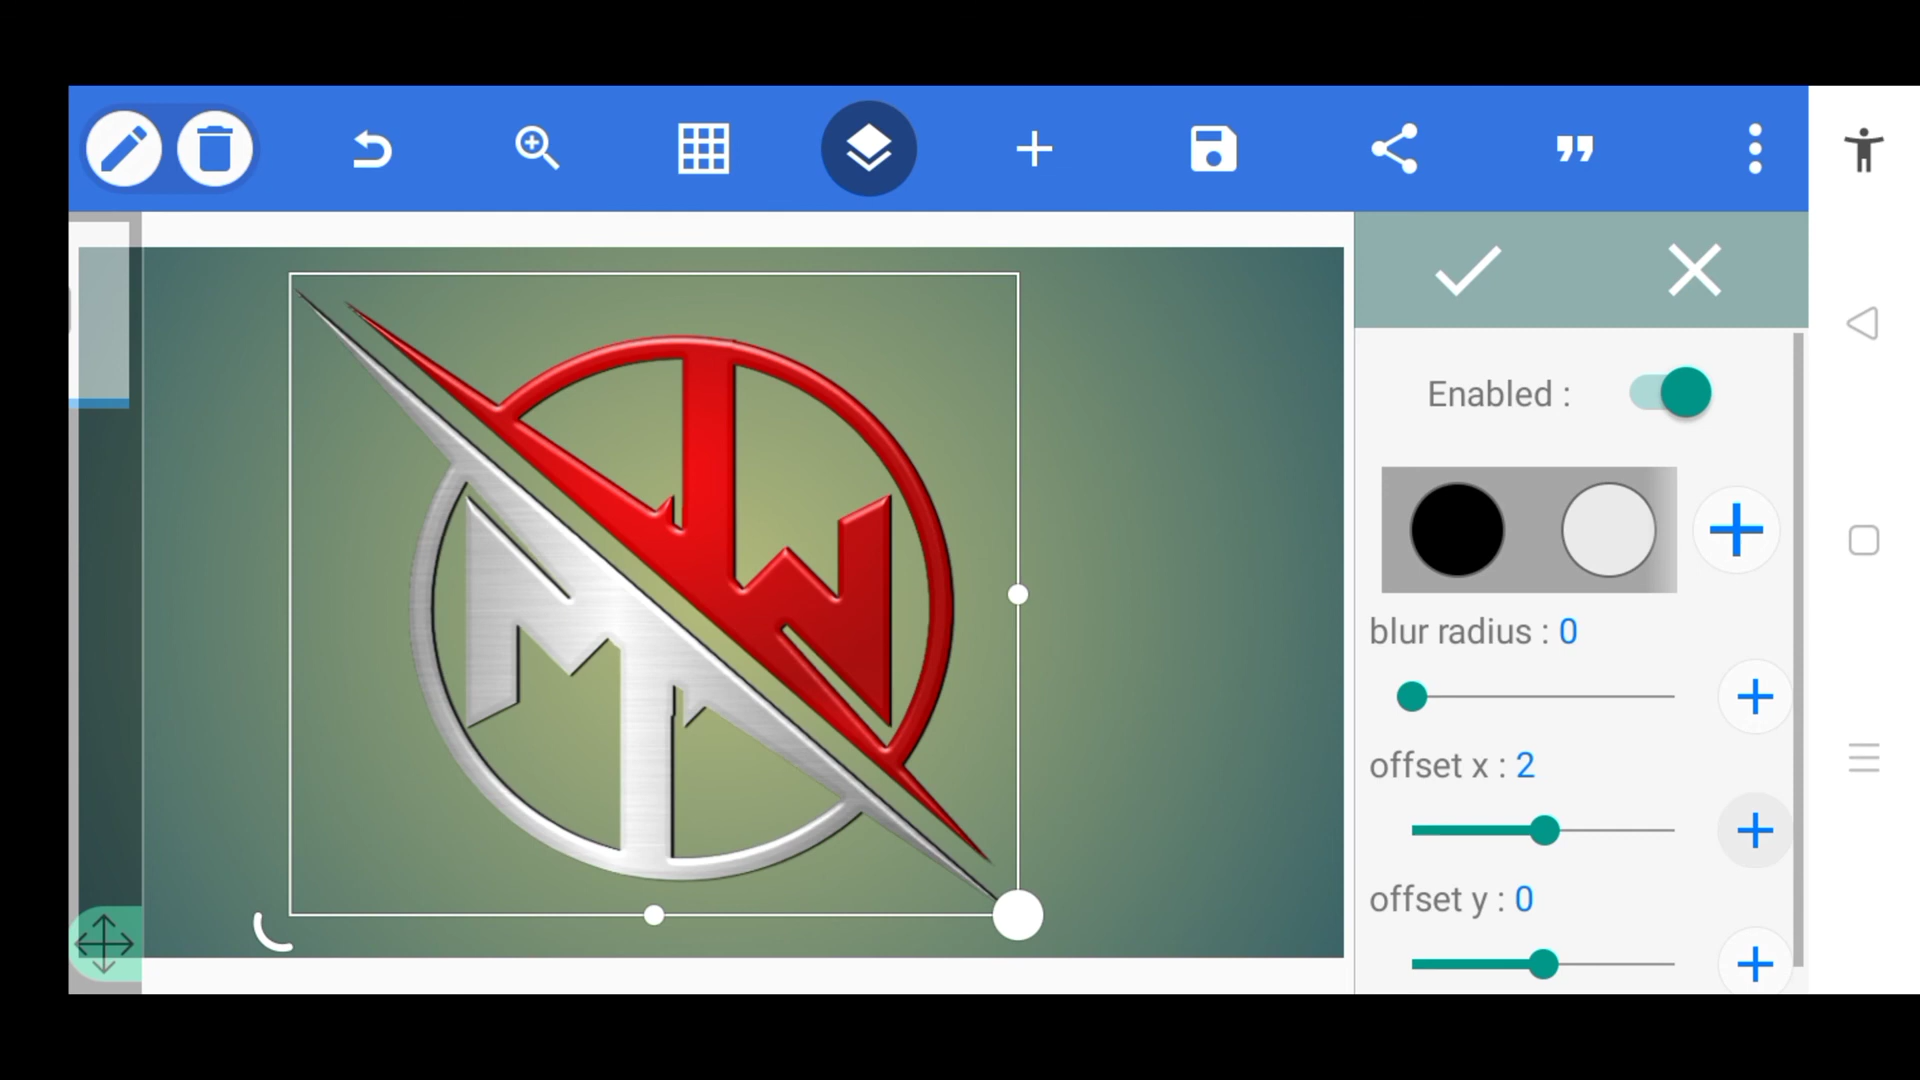 Enabled :
blur radius : 0
offset x : 2
offset y : 0